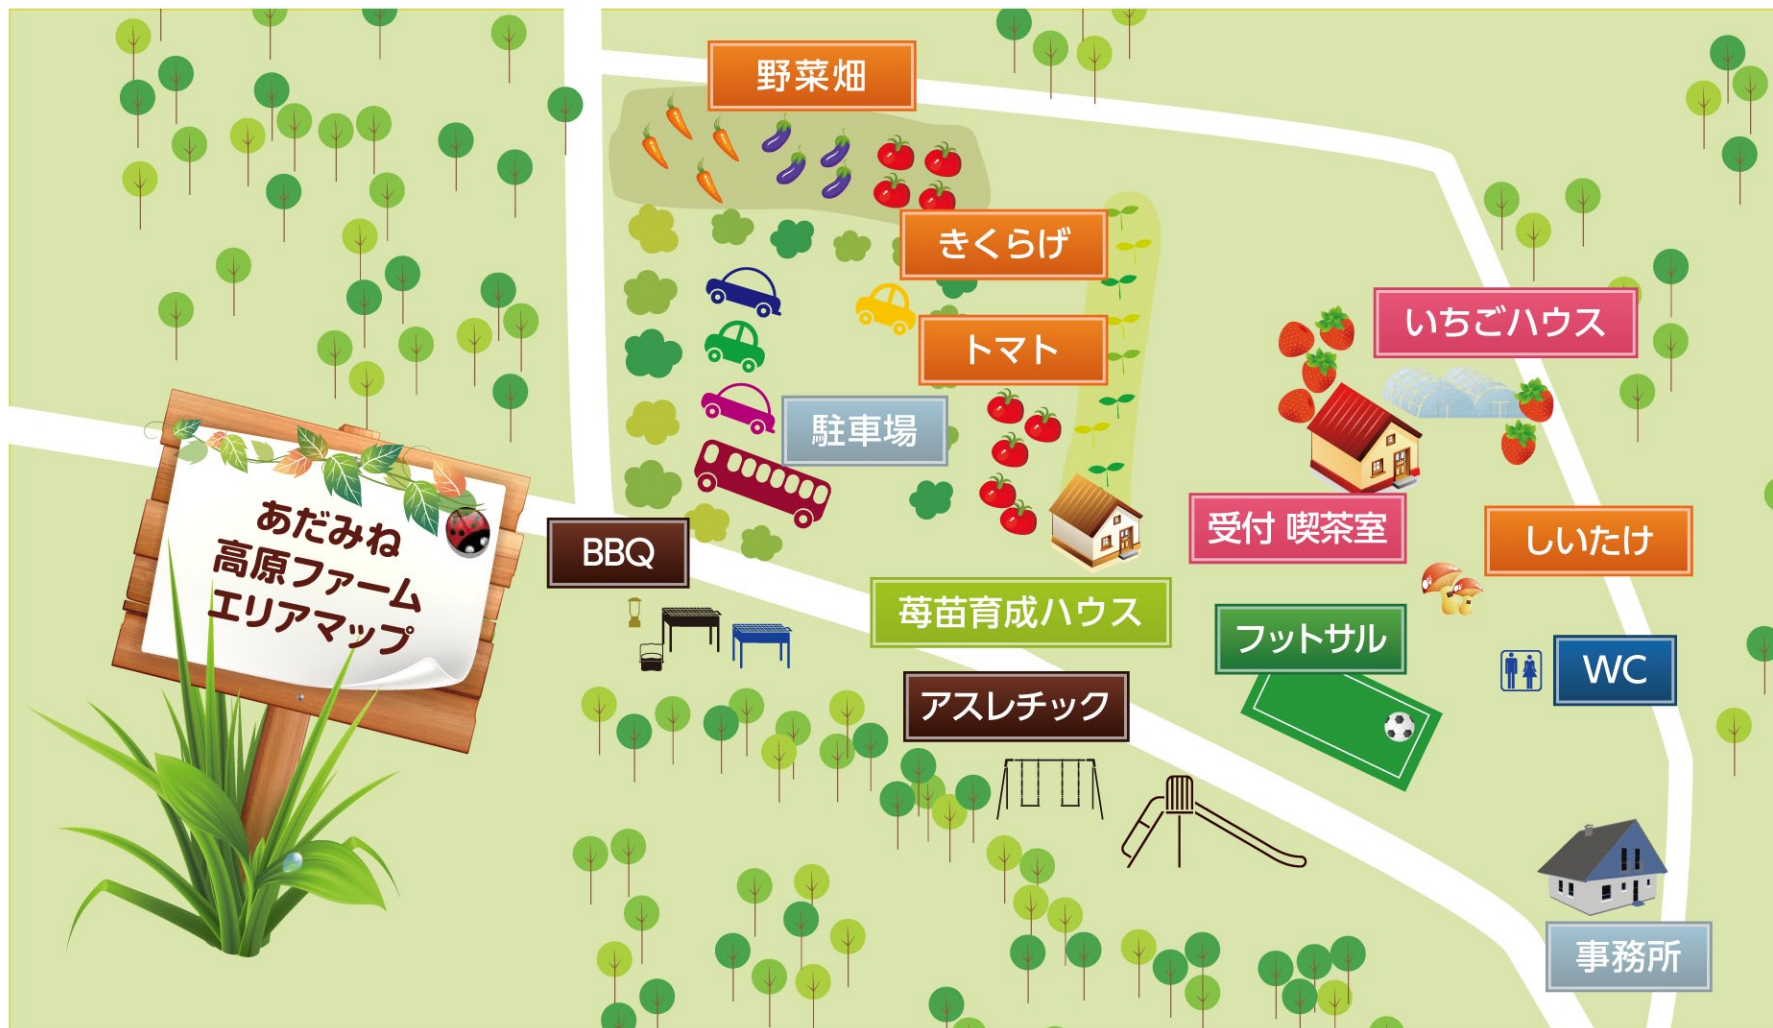 野菜畑
きくらげ
いちごハウス
トマト
駐車場
あだみね
高原ファーム
エリアマップ
BBQ
受付 喫茶室
しいたけ
苺苗育成ハウス
フットサル
WC
アスレチック
事務所